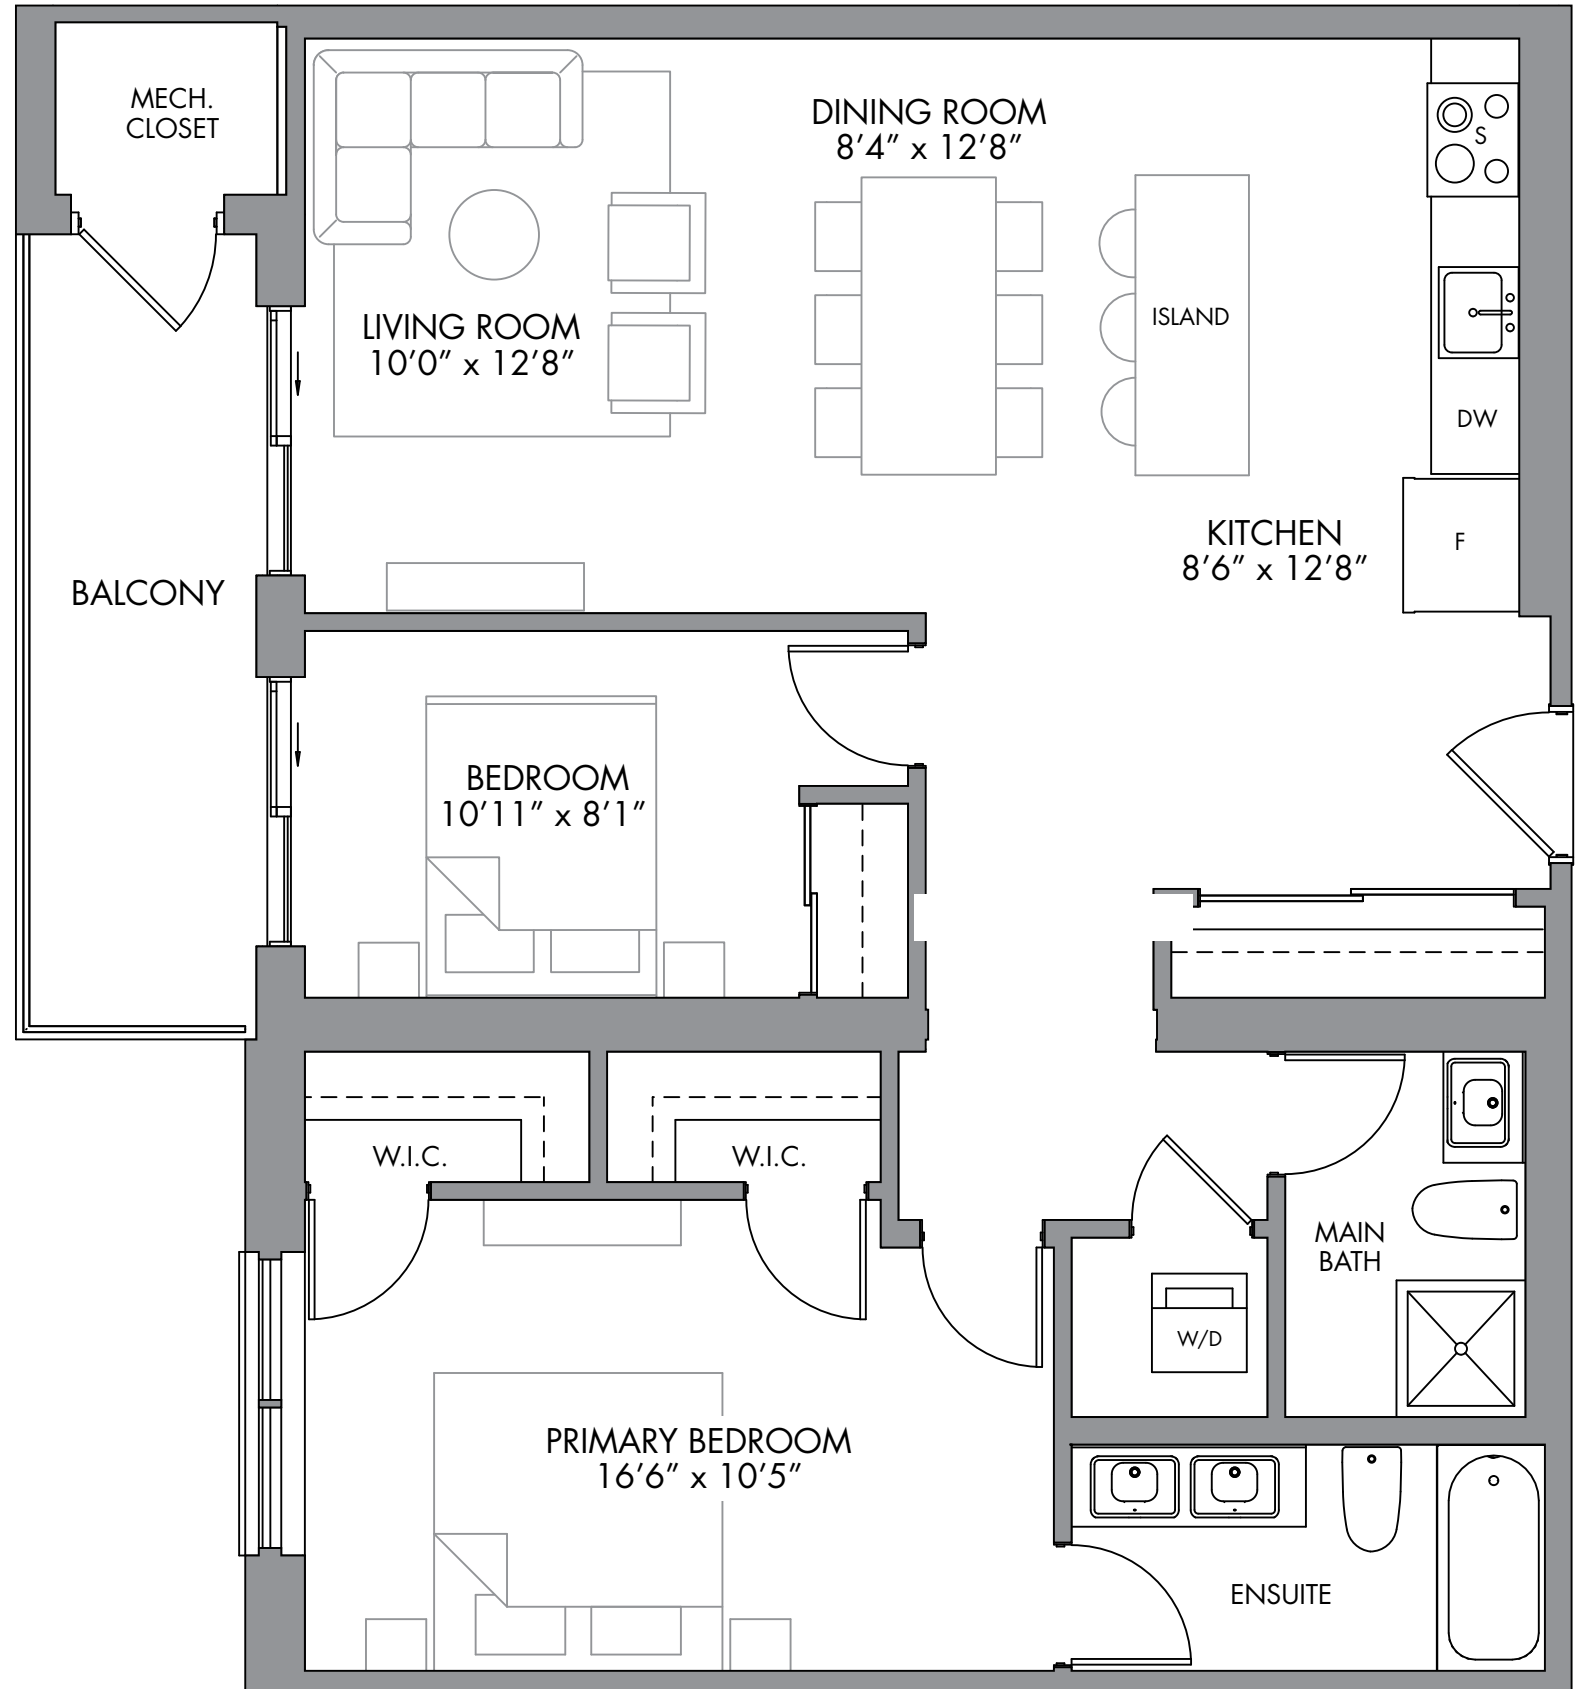 MECH.
CLOSET
DINING ROOM
8’4” x 12’8”
S
LIVING ROOM
10’0” x 12’8”
ISLAND
DW
KITCHEN
8’6” x 12’8”
F
BALCONY
BEDROOM
10’11” x 8’1”
W.I.C.
W.I.C.
MAIN
BATH
W/D
PRIMARY BEDROOM
16’6” x 10’5”
ENSUITE